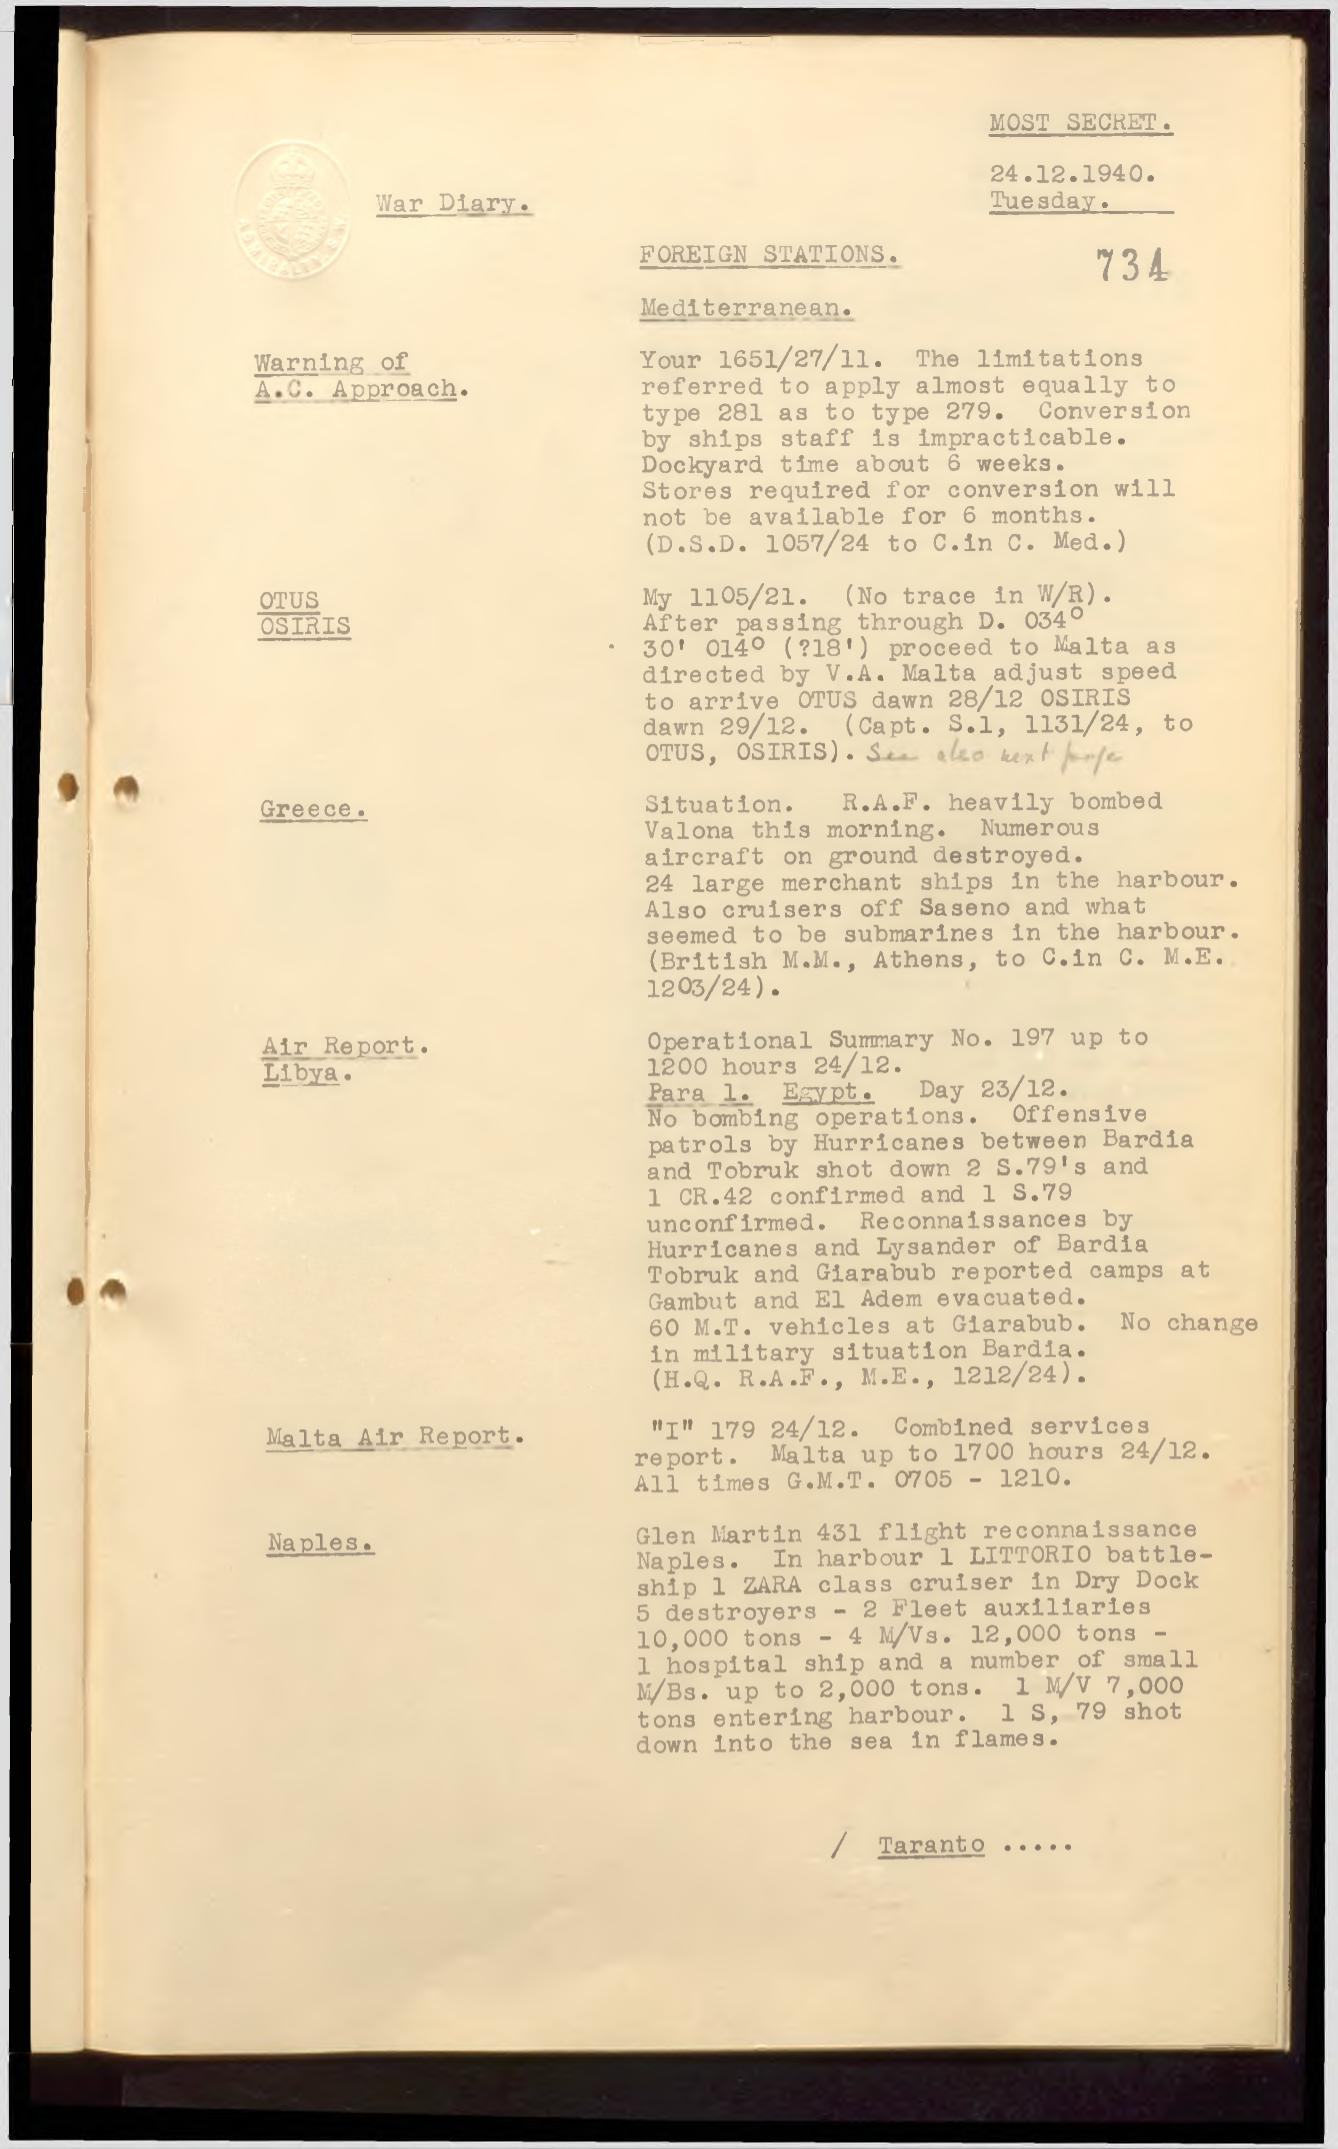 MOST SECRET.
24.12.1940.
Tuesday.
War Diary.
ADMIRALTY. S.W.
FOREIGN STATIONS.
734
Mediterranean.
Warning of
A.C. Approach.
Your 1651/27/11. The limitations
referred to apply almost equally to
type 281 as to type 279. Conversion
by ships staff is impracticable.
Dockyard time about 6 weeks.
Stores required for conversion will
not be available for 6 months.
(D.S.D. 1057/24 to C.in C. Med.)
OTUS
OSIRIS
My 1105/21. (No trace in W/R).
After passing through D. 034°
30' 014° (?18') proceed to Malta as
directed by V.A. Malta adjust speed
to arrive OTUS dawn 28/12 OSIRIS
dawn 29/12. (Capt. S.1, 1131/24, to
OTUS, OSIRIS). See also next page
Greece.
Situation. R.A.F. heavily bombed
Valona this morning. Numerous
aircraft on ground destroyed.
24 large merchant ships in the harbour.
Also cruisers off Saseno and what
seemed to be submarines in the harbour.
(British M.M., Athens, to C.in C. M.E.
1203/24).
Air Report.
Libya.
Operational Summary No. 197 up to
1200 hours 24/12.
Para 1. Egypt. Day 23/12.
No bombing operations. Offensive
patrols by Hurricanes between Bardia
and Tobruk shot down 2 S.79's and
1 CR.42 confirmed and 1 S.79
unconfirmed. Reconnaissances by
Hurricanes and Lysander of Bardia
Tobruk and Giarabub reported camps at
Gambut and El Adem evacuated.
60 M.T. vehicles at Giarabub. No change
in military situation Bardia.
(H.Q. R.A.F., M.E., 1212/24).
Malta Air Report.
"I" 179 24/12. Combined services
report. Malta up to 1700 hours 24/12.
All times G.M.T. 0705 - 1210.
Naples.
Glen Martin 431 flight reconnaissance
Naples. In harbour 1 LITTORIO battle-
ship 1 ZARA class cruiser in Dry Dock
5 destroyers - 2 Fleet auxiliaries
10,000 tons - 4 M/Vs. 12,000 tons -
1 hospital ship and a number of small
M/Bs. up to 2,000 tons. 1 M/V 7,000
tons entering harbour. 1 S, 79 shot
down into the sea in flames.
/ Taranto .....